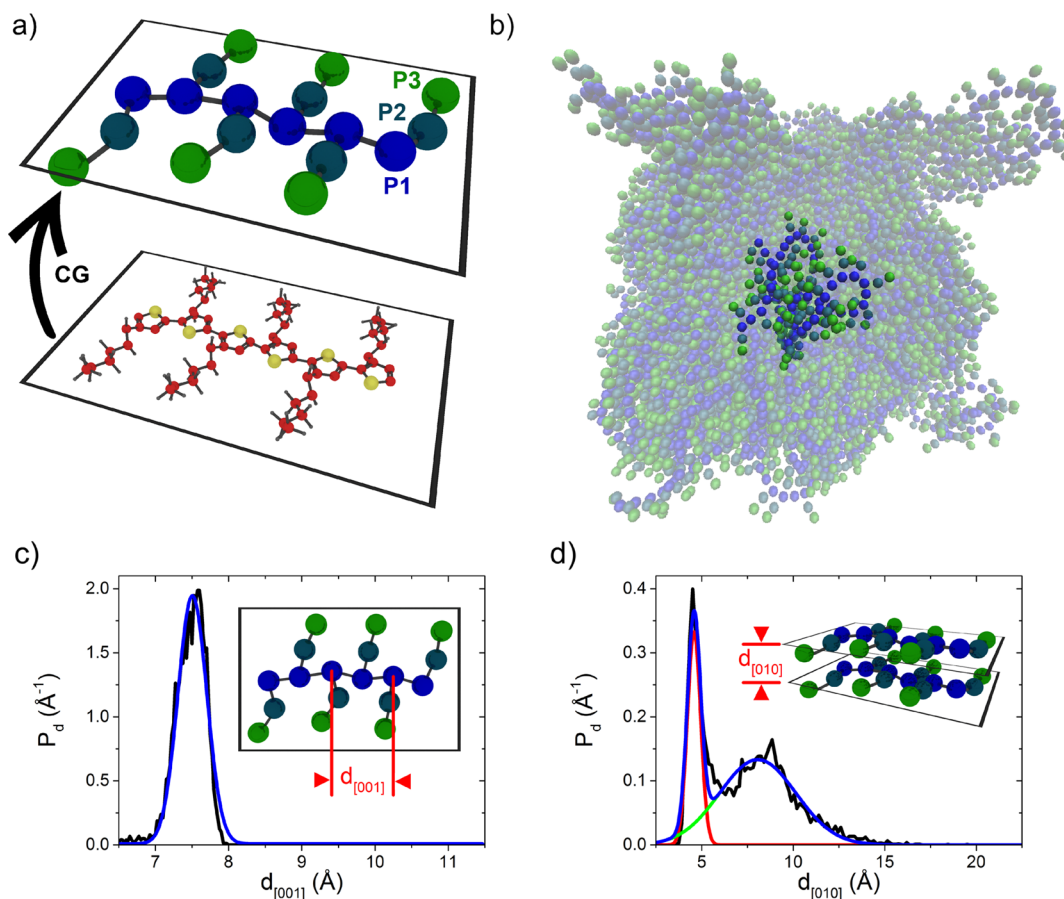 a)
P3
P2
P1
CG
b)
c)
2.0
1.5
1.0
0.5
0.0
P_d (Å⁻¹)
7 8 9 10 11
d_[001] (Å)
d_[001]
d)
0.4
0.3
0.2
0.1
0.0
P_d (Å⁻¹)
5 10 15 20
d_[010] (Å)
d_[010]